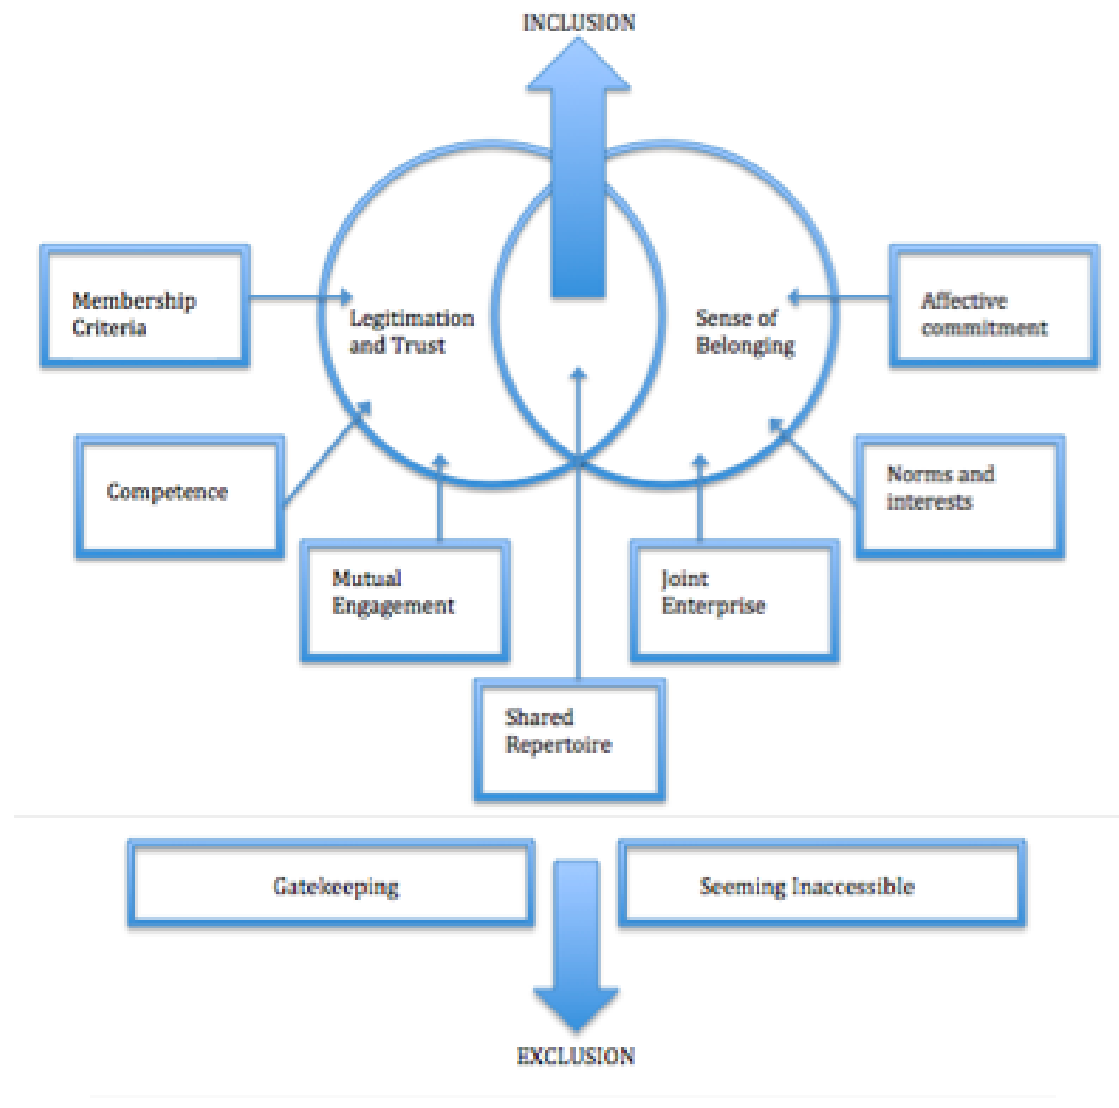 INCLUSION
Membership
Criteria
Legitimation
and Trust
Sense of
Belonging
Affective
commitment
Competence
Norms and
interests
Mutual
Engagement
Joint
Enterprise
Shared
Repertoire
Gatekeeping
Seeming Inaccessible
EXCLUSION